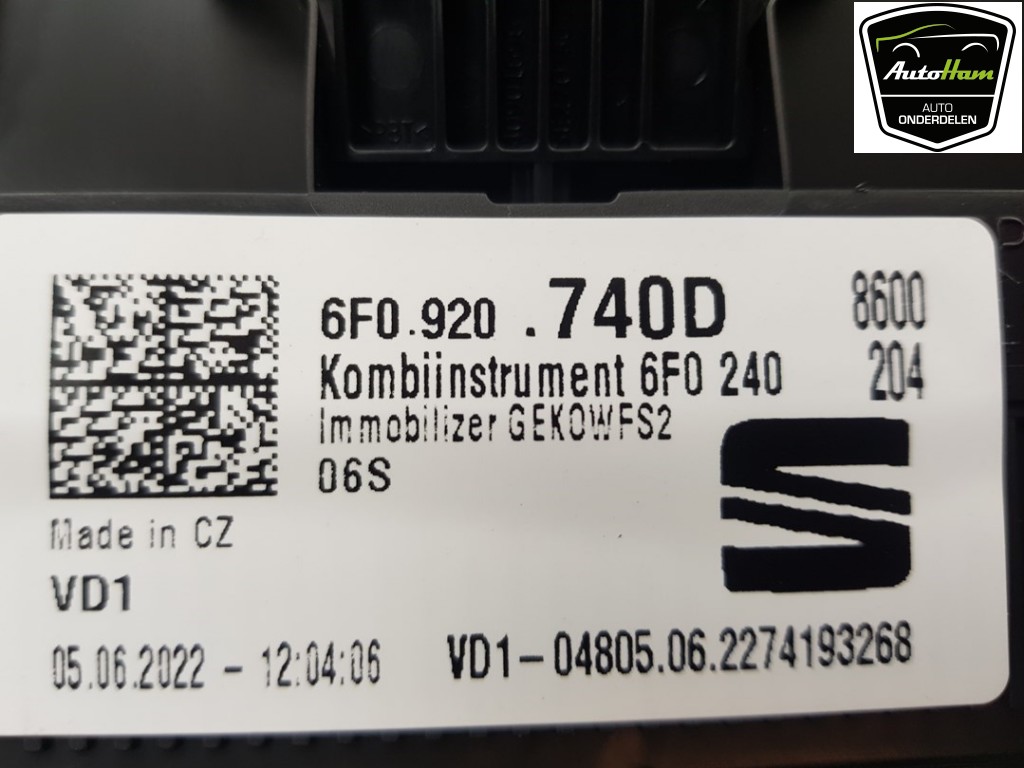 AutoHam
AUTO
ONDERDELEN
>PBT<
6F0.920 .740D 8600
Kombiinstrument 6F0 240 204
Immobilizer GEKOWFS2
06S
Made in CZ
VD1
05.06.2022 - 12:04:06 VD1-04805.06.2274193268